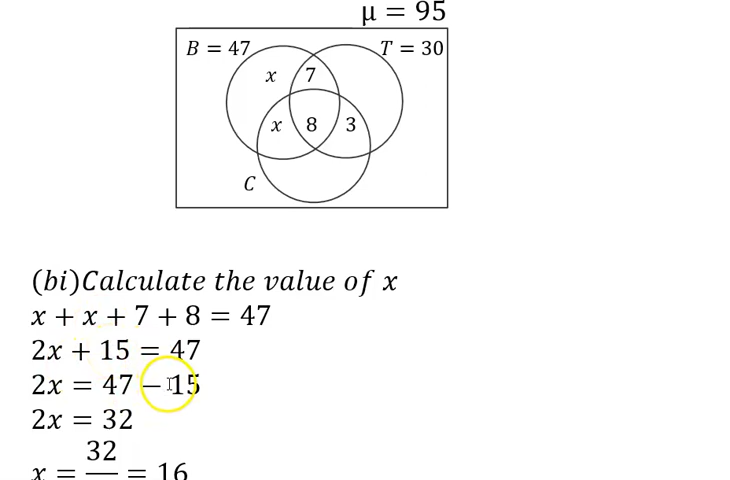 μ = 95
B = 47
T = 30
x 7
x 8 3
C
(bi)Calculate the value of x
x + x + 7 + 8 = 47
2x + 15 = 47
2x = 47 − 15
2x = 32
x = 32/ = 16